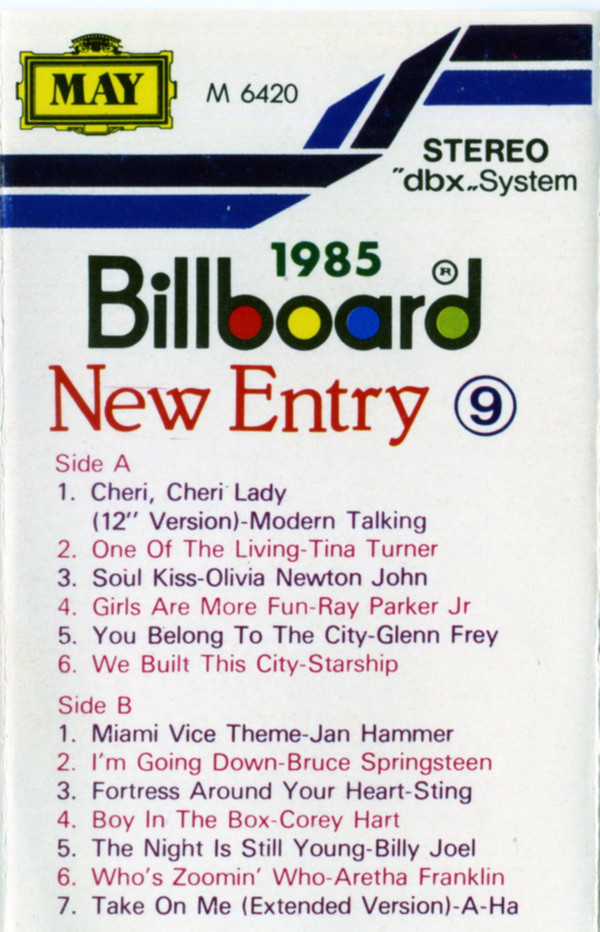 MAY
M 6420
STEREO
"dbx„System
1985
Billboard®
New Entry ⑨
Side A
1. Cheri, Cheri Lady
(12" Version)-Modern Talking
2. One Of The Living-Tina Turner
3. Soul Kiss-Olivia Newton John
4. Girls Are More Fun-Ray Parker Jr
5. You Belong To The City-Glenn Frey
6. We Built This City-Starship
Side B
1. Miami Vice Theme-Jan Hammer
2. I'm Going Down-Bruce Springsteen
3. Fortress Around Your Heart-Sting
4. Boy In The Box-Corey Hart
5. The Night Is Still Young-Billy Joel
6. Who's Zoomin' Who-Aretha Franklin
7. Take On Me (Extended Version)-A-Ha